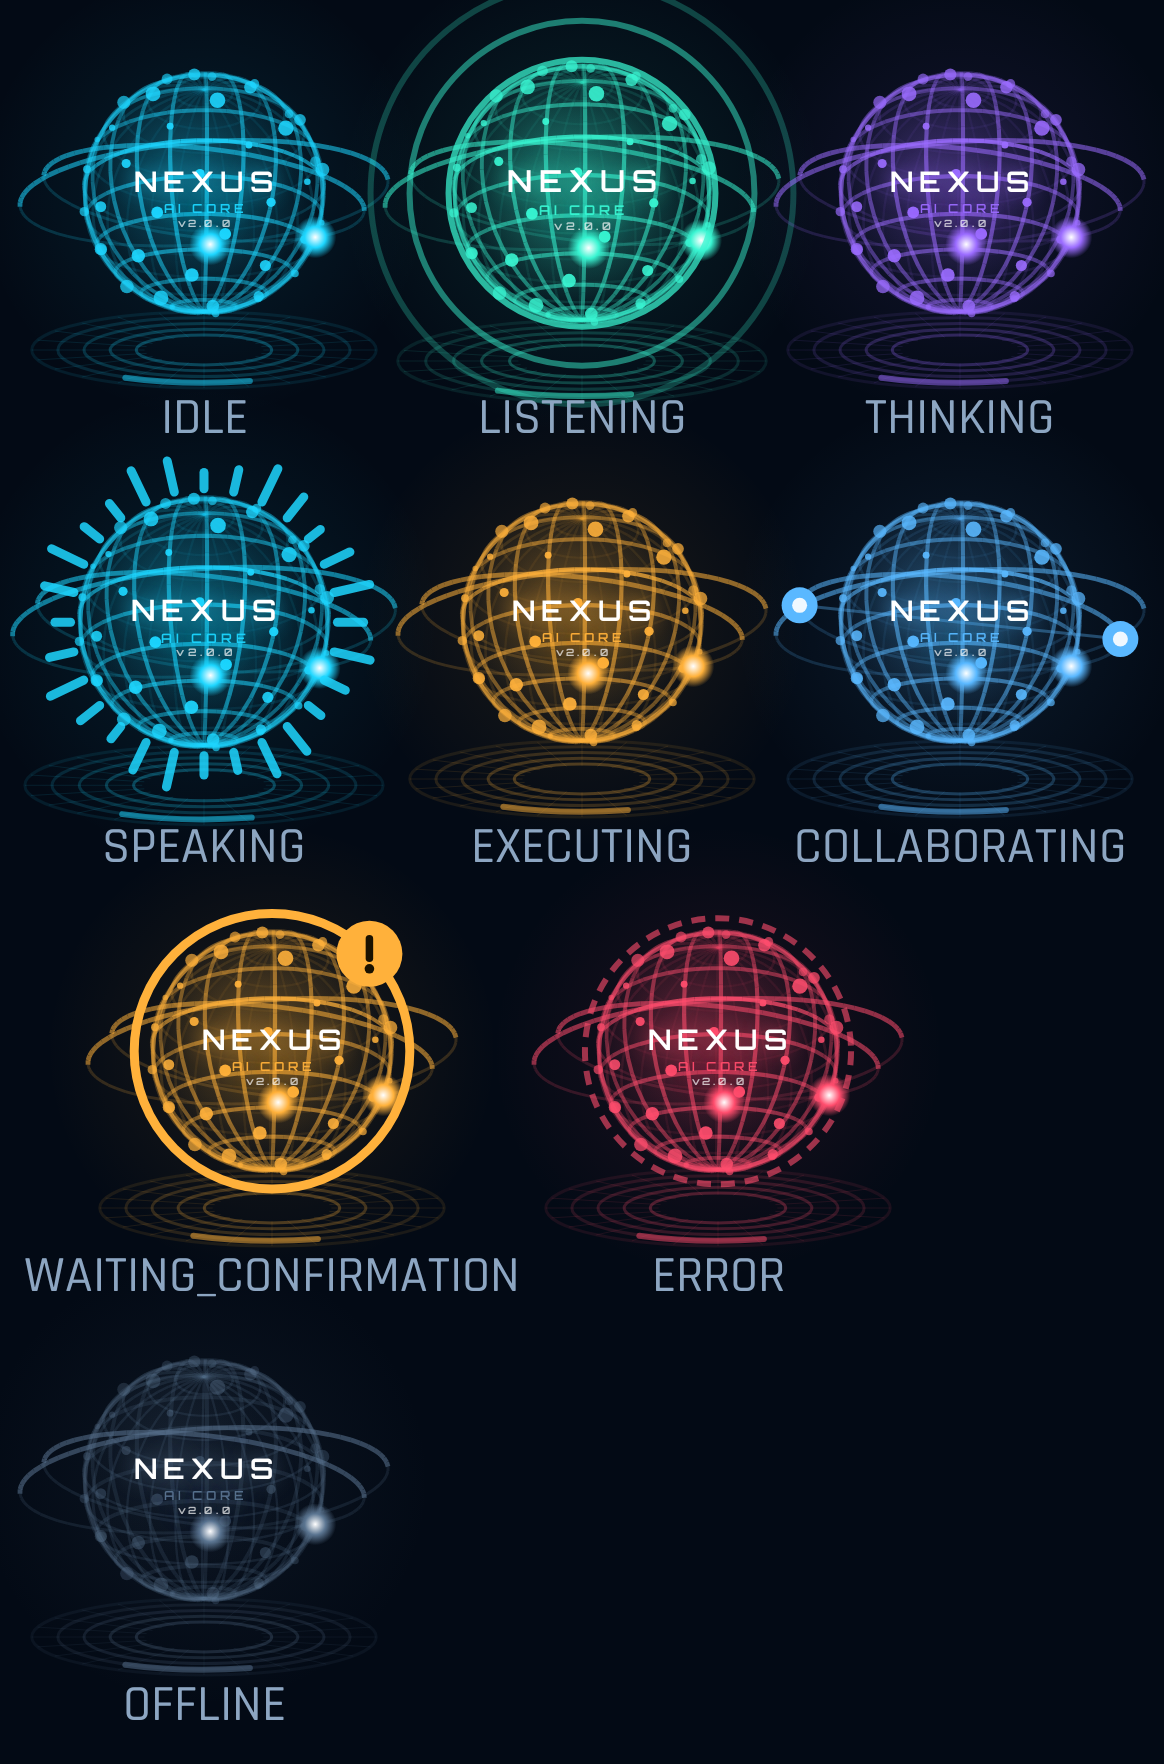 NEXUS
AI CORE
v2.0.0
IDLE
NEXUS
AI CORE
v2.0.0
LISTENING
NEXUS
AI CORE
v2.0.0
THINKING
NEXUS
AI CORE
v2.0.0
SPEAKING
NEXUS
AI CORE
v2.0.0
EXECUTING
NEXUS
AI CORE
v2.0.0
COLLABORATING
!
NEXUS
AI CORE
v2.0.0
WAITING_CONFIRMATION
NEXUS
AI CORE
v2.0.0
ERROR
NEXUS
AI CORE
v2.0.0
OFFLINE